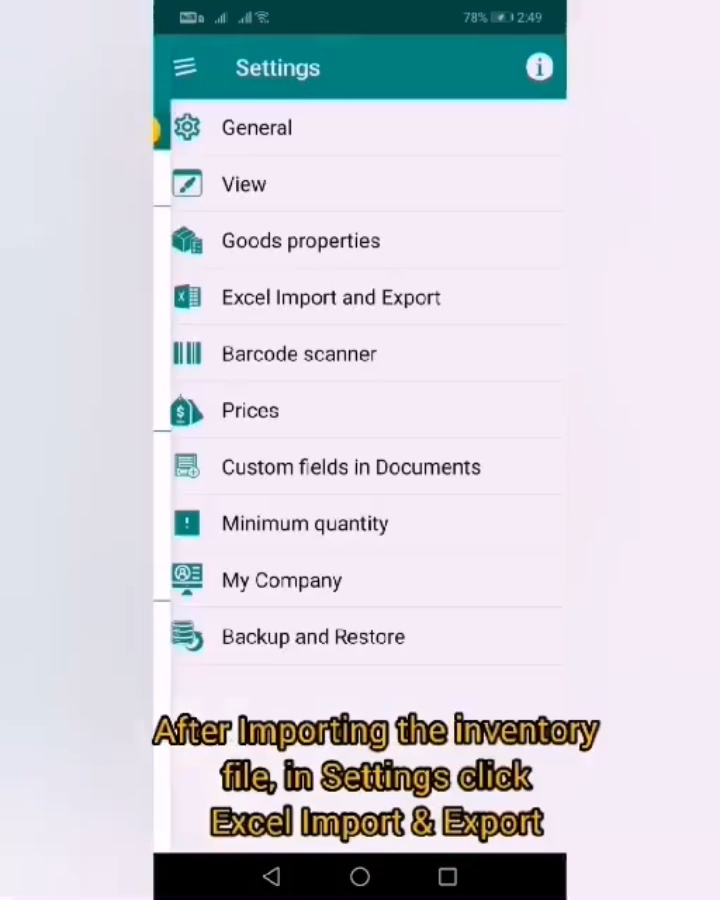 78% 2:49
Settings
General
View
Goods properties
Excel Import and Export
Barcode scanner
Prices
Custom fields in Documents
Minimum quantity
My Company
Backup and Restore
After Importing the inventory
file, in Settings click
Excel Import & Export